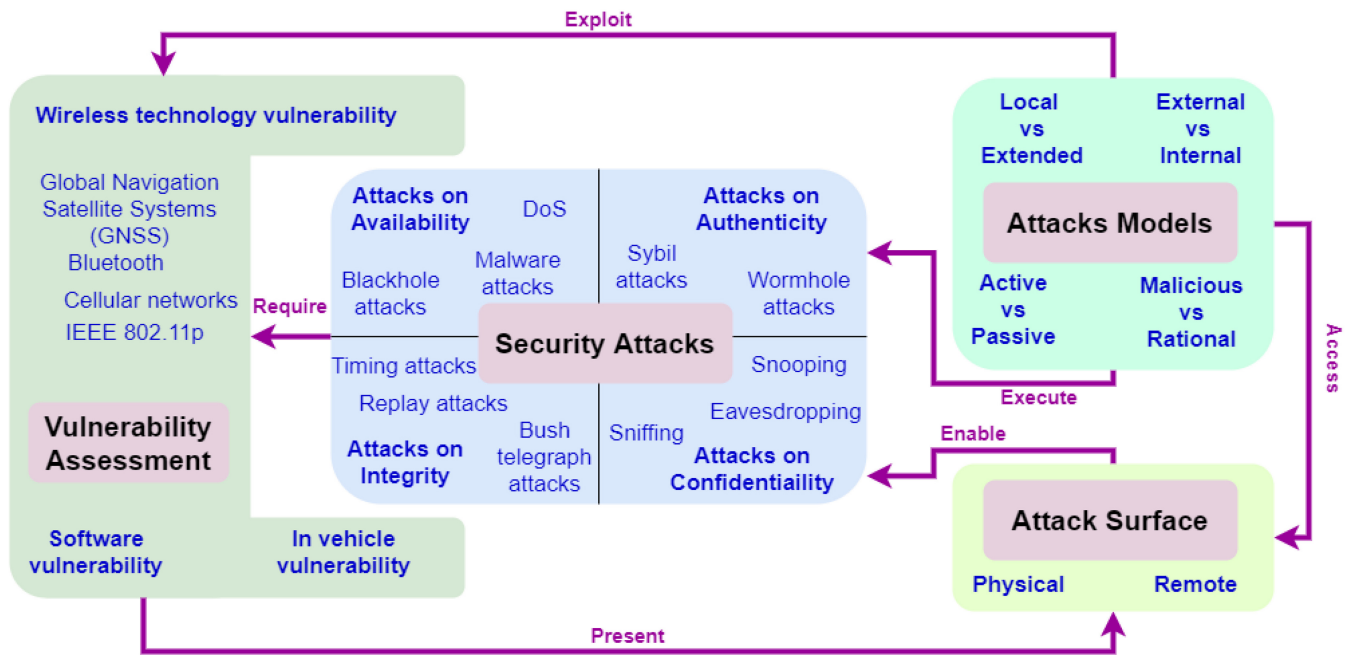 Exploit
Wireless technology vulnerability
Global Navigation
Satellite Systems
(GNSS)
Bluetooth
Cellular networks
IEEE 802.11p
Vulnerability
Assessment
Software
vulnerability
In vehicle
vulnerability
Require
Attacks on
Availability
DoS
Malware
attacks
Blackhole
attacks
Attacks on
Authenticity
Sybil
attacks
Wormhole
attacks
Security Attacks
Timing attacks
Replay attacks
Attacks on
Integrity
Bush
telegraph
attacks
Snooping
Eavesdropping
Sniffing
Attacks on
Confidentiaility
Local
vs
Extended
External
vs
Internal
Attacks Models
Active
vs
Passive
Malicious
vs
Rational
Execute
Access
Enable
Attack Surface
Physical
Remote
Present